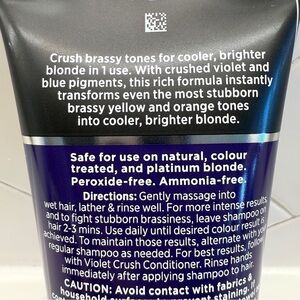 Crush brassy tones for cooler, brighter
blonde in 1 use. With crushed violet and
blue pigments, this rich formula instantly
transforms even the most stubborn
brassy yellow and orange tones
into cooler, brighter blonde.
Safe for use on natural, colour
treated, and platinum blonde.
Peroxide-free. Ammonia-free.
Directions: Gently massage into
wet hair, lather & rinse well. For more intense results,
and to fight stubborn brassiness, leave shampoo on
hair 2-3 mins. Use daily until desired colour result is
achieved. To maintain those results, alternate with your
regular shampoo as needed. For best results, follow
with Violet Crush Conditioner. Rinse hands
immediately after applying shampoo to hair.
CAUTION: Avoid contact with fabrics &
household surfaces to prevent staining.